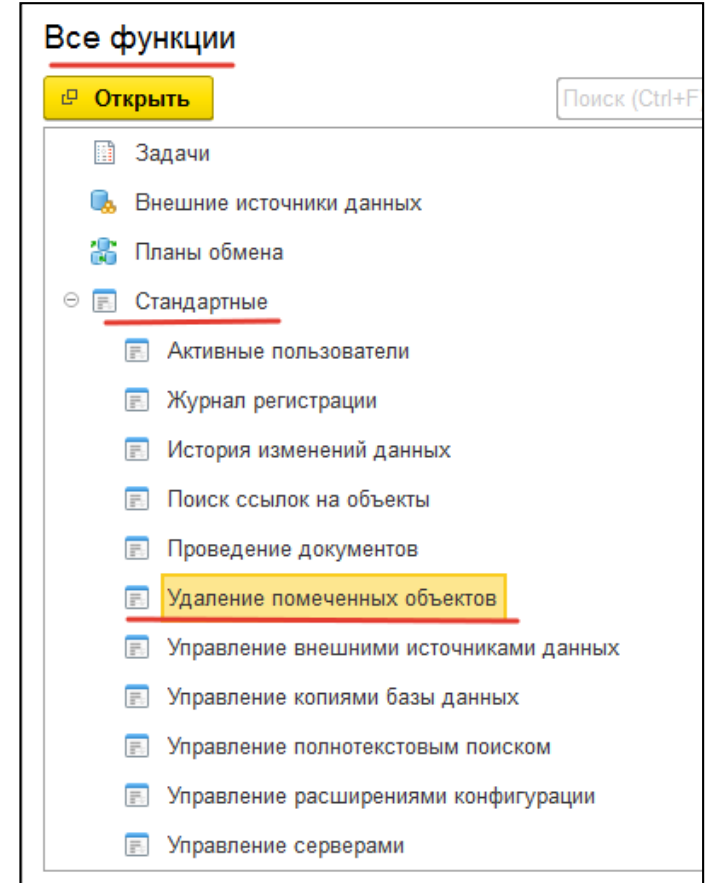 Все функции
Открыть
Поиск (Ctrl+F
Задачи
Внешние источники данных
Планы обмена
Стандартные
Активные пользователи
Журнал регистрации
История изменений данных
Поиск ссылок на объекты
Проведение документов
Удаление помеченных объектов
Управление внешними источниками данных
Управление копиями базы данных
Управление полнотекстовым поиском
Управление расширениями конфигурации
Управление серверами